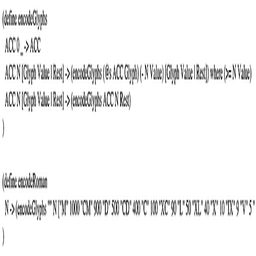 (define encodeGlyphs
ACC 0 _ -> ACC
ACC N [Glyph Value | Rest] -> (encodeGlyphs (@s ACC Glyph) (- N Value) [Glyph Value | Rest]) where (>= N Value)
ACC N [Glyph Value | Rest] -> (encodeGlyphs ACC N Rest)
)
(define encodeRoman
N -> (encodeGlyphs "" N ["M" 1000 "CM" 900 "D" 500 "CD" 400 "C" 100 "XC" 90 "L" 50 "XL" 40 "X" 10 "IX" 9 "V" 5 "
)